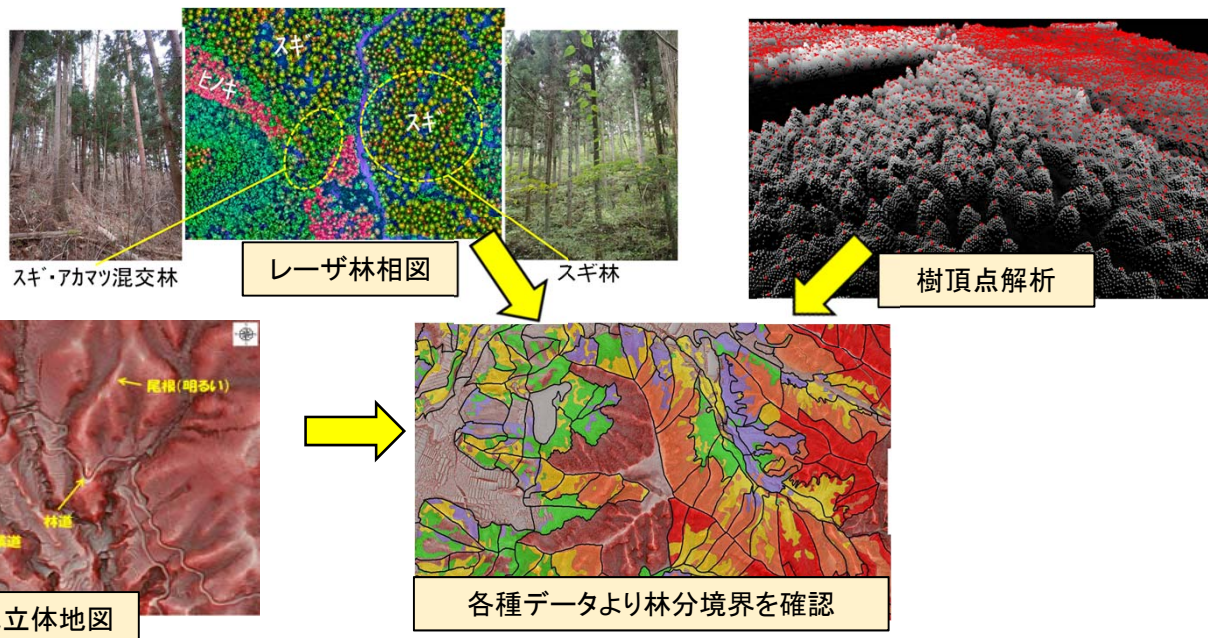 スギ
ヒノキ
スギ
スギ・アカマツ混交林
レーザ林相図
スギ林
樹頂点解析
尾根(明るい)
林道
道
立体地図
各種データより林分境界を確認